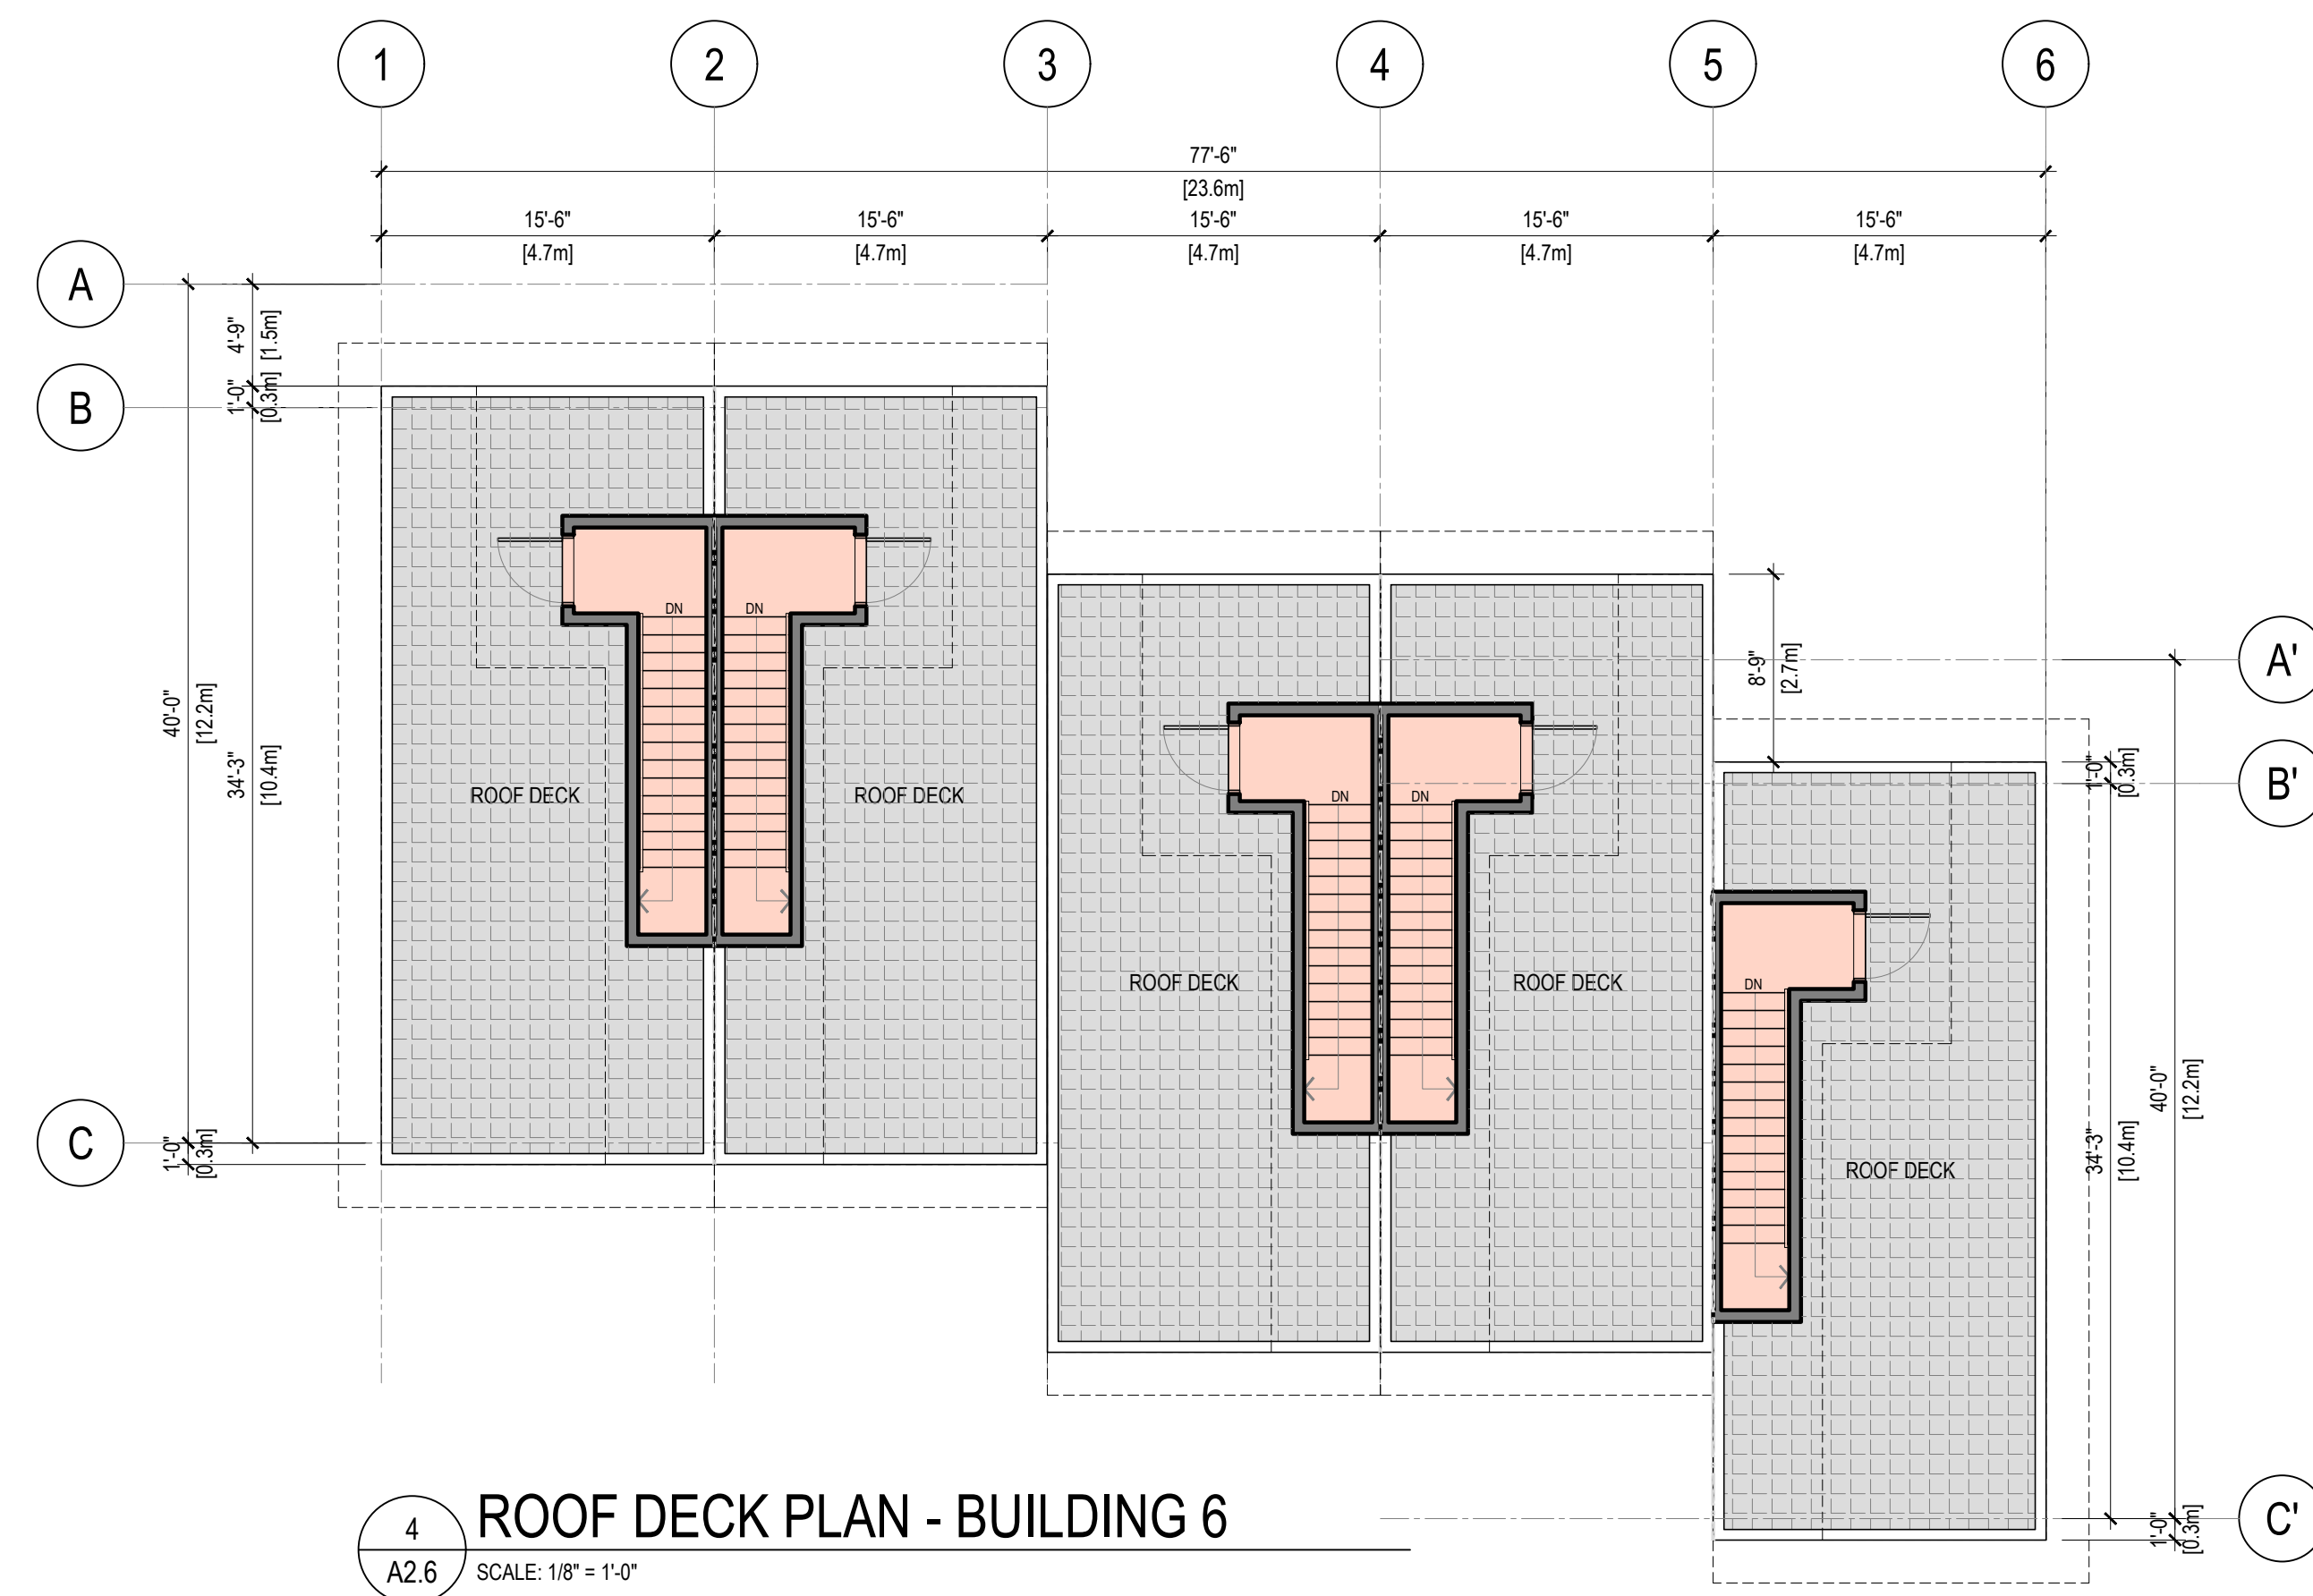 1 2 3 4 5 6
77'-6"
[23.6m]
15'-6" 15'-6" 15'-6" 15'-6" 15'-6"
[4.7m] [4.7m] [4.7m] [4.7m] [4.7m]
A
4'-9"
[1.5m]
B
1'-0"
[0.3m]
40'-0"
[12.2m]
34'-3"
[10.4m]
C
1'-0"
[0.3m]
DN DN
ROOF DECK ROOF DECK
DN DN
ROOF DECK ROOF DECK
8'-9"
[2.7m]
A'
1'-0"
[0.3m]
B'
DN
ROOF DECK
34'-3"
[10.4m]
40'-0"
[12.2m]
1'-0"
[0.3m]
C'
4
A2.6
ROOF DECK PLAN - BUILDING 6
SCALE: 1/8" = 1'-0"